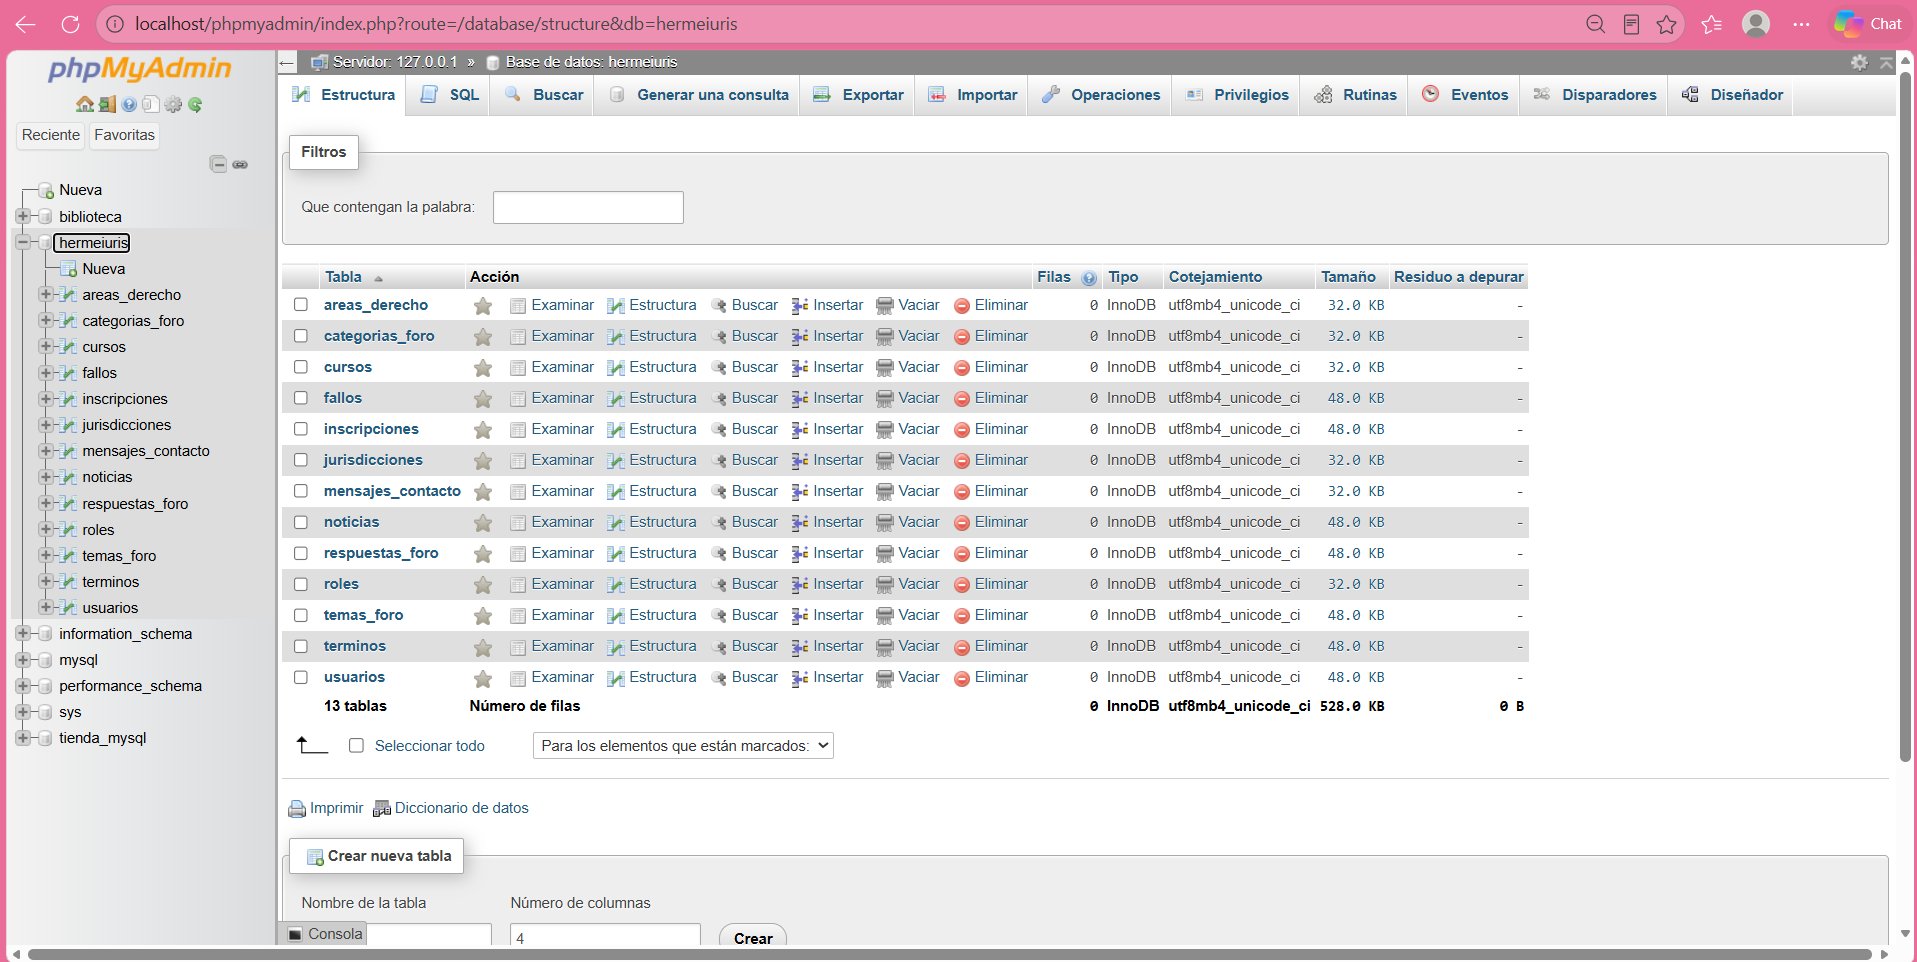 localhost/phpmyadmin/index.php?route=/database/structure&db=hermeiuris
Chat
phpMyAdmin
Reciente Favoritas
Nueva
biblioteca
hermeiuris
Nueva
areas_derecho
categorias_foro
cursos
fallos
inscripciones
jurisdicciones
mensajes_contacto
noticias
respuestas_foro
roles
temas_foro
terminos
usuarios
information_schema
mysql
performance_schema
sys
tienda_mysql
Servidor: 127.0.0.1 » Base de datos: hermeiuris
Estructura SQL Buscar Generar una consulta Exportar Importar Operaciones Privilegios Rutinas Eventos Disparadores Diseñador
Filtros
Que contengan la palabra:
Tabla Acción Filas Tipo Cotejamiento Tamaño Residuo a depurar
areas_derecho Examinar Estructura Buscar Insertar Vaciar Eliminar 0 InnoDB utf8mb4_unicode_ci 32.0 KB -
categorias_foro Examinar Estructura Buscar Insertar Vaciar Eliminar 0 InnoDB utf8mb4_unicode_ci 32.0 KB -
cursos Examinar Estructura Buscar Insertar Vaciar Eliminar 0 InnoDB utf8mb4_unicode_ci 32.0 KB -
fallos Examinar Estructura Buscar Insertar Vaciar Eliminar 0 InnoDB utf8mb4_unicode_ci 48.0 KB -
inscripciones Examinar Estructura Buscar Insertar Vaciar Eliminar 0 InnoDB utf8mb4_unicode_ci 48.0 KB -
jurisdicciones Examinar Estructura Buscar Insertar Vaciar Eliminar 0 InnoDB utf8mb4_unicode_ci 32.0 KB -
mensajes_contacto Examinar Estructura Buscar Insertar Vaciar Eliminar 0 InnoDB utf8mb4_unicode_ci 32.0 KB -
noticias Examinar Estructura Buscar Insertar Vaciar Eliminar 0 InnoDB utf8mb4_unicode_ci 48.0 KB -
respuestas_foro Examinar Estructura Buscar Insertar Vaciar Eliminar 0 InnoDB utf8mb4_unicode_ci 48.0 KB -
roles Examinar Estructura Buscar Insertar Vaciar Eliminar 0 InnoDB utf8mb4_unicode_ci 32.0 KB -
temas_foro Examinar Estructura Buscar Insertar Vaciar Eliminar 0 InnoDB utf8mb4_unicode_ci 48.0 KB -
terminos Examinar Estructura Buscar Insertar Vaciar Eliminar 0 InnoDB utf8mb4_unicode_ci 48.0 KB -
usuarios Examinar Estructura Buscar Insertar Vaciar Eliminar 0 InnoDB utf8mb4_unicode_ci 48.0 KB -
13 tablas Número de filas 0 InnoDB utf8mb4_unicode_ci 528.0 KB 0 B
Seleccionar todo Para los elementos que están marcados:
Imprimir Diccionario de datos
Crear nueva tabla
Nombre de la tabla Número de columnas
Consola 4 Crear